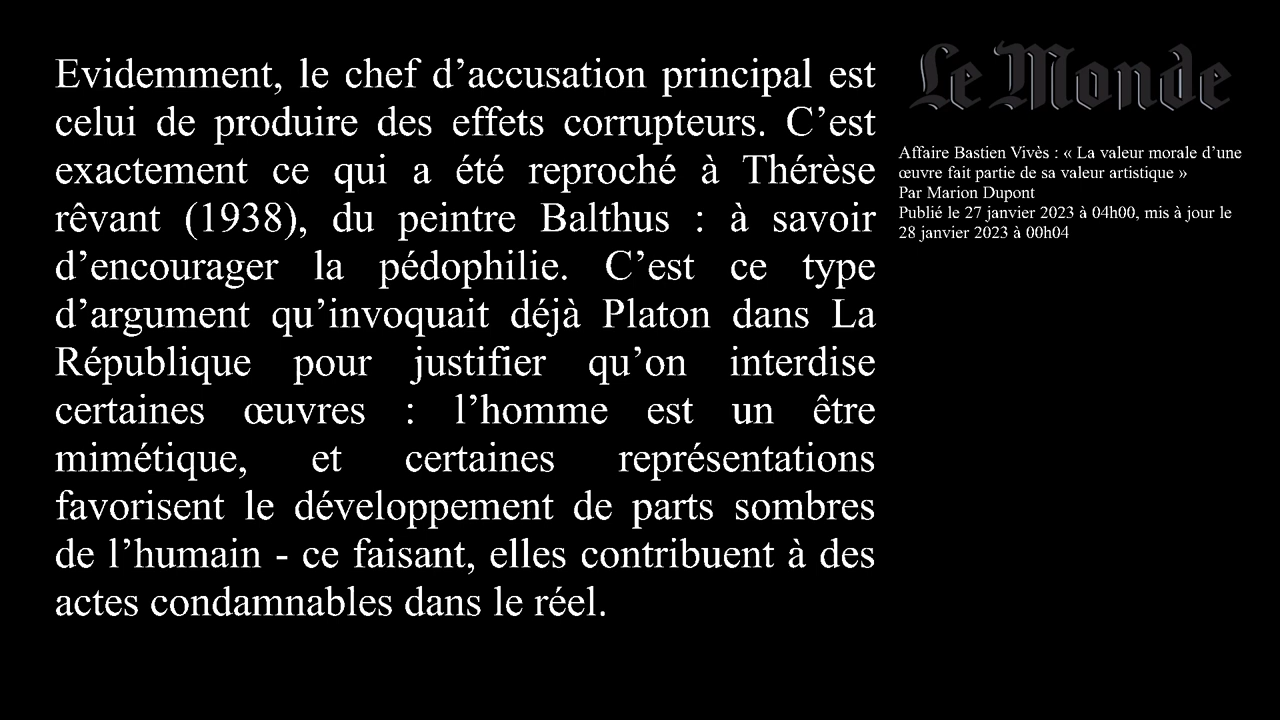 Evidemment, le chef d’accusation principal est
celui de produire des effets corrupteurs. C’est
exactement ce qui a été reproché à Thérèse
rêvant (1938), du peintre Balthus : à savoir
d’encourager la pédophilie. C’est ce type
d’argument qu’invoquait déjà Platon dans La
République pour justifier qu’on interdise
certaines œuvres : l’homme est un être
mimétique, et certaines représentations
favorisent le développement de parts sombres
de l’humain - ce faisant, elles contribuent à des
actes condamnables dans le réel.
Le Monde
Affaire Bastien Vivès : « La valeur morale d’une
œuvre fait partie de sa valeur artistique »
Par Marion Dupont
Publié le 27 janvier 2023 à 04h00, mis à jour le
28 janvier 2023 à 00h04